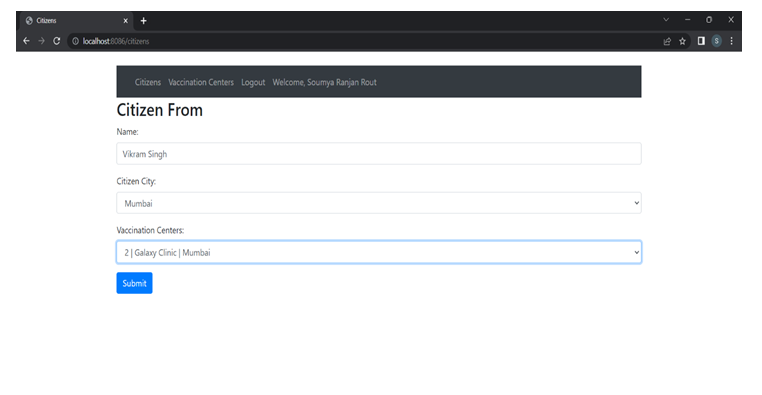 Citizens
localhost:8086/citizens
S
Citizens Vaccination Centers Logout Welcome, Soumya Ranjan Rout
Citizen From
Name:
Vikram Singh
Citizen City:
Mumbai
Vaccination Centers:
2 | Galaxy Clinic | Mumbai
Submit